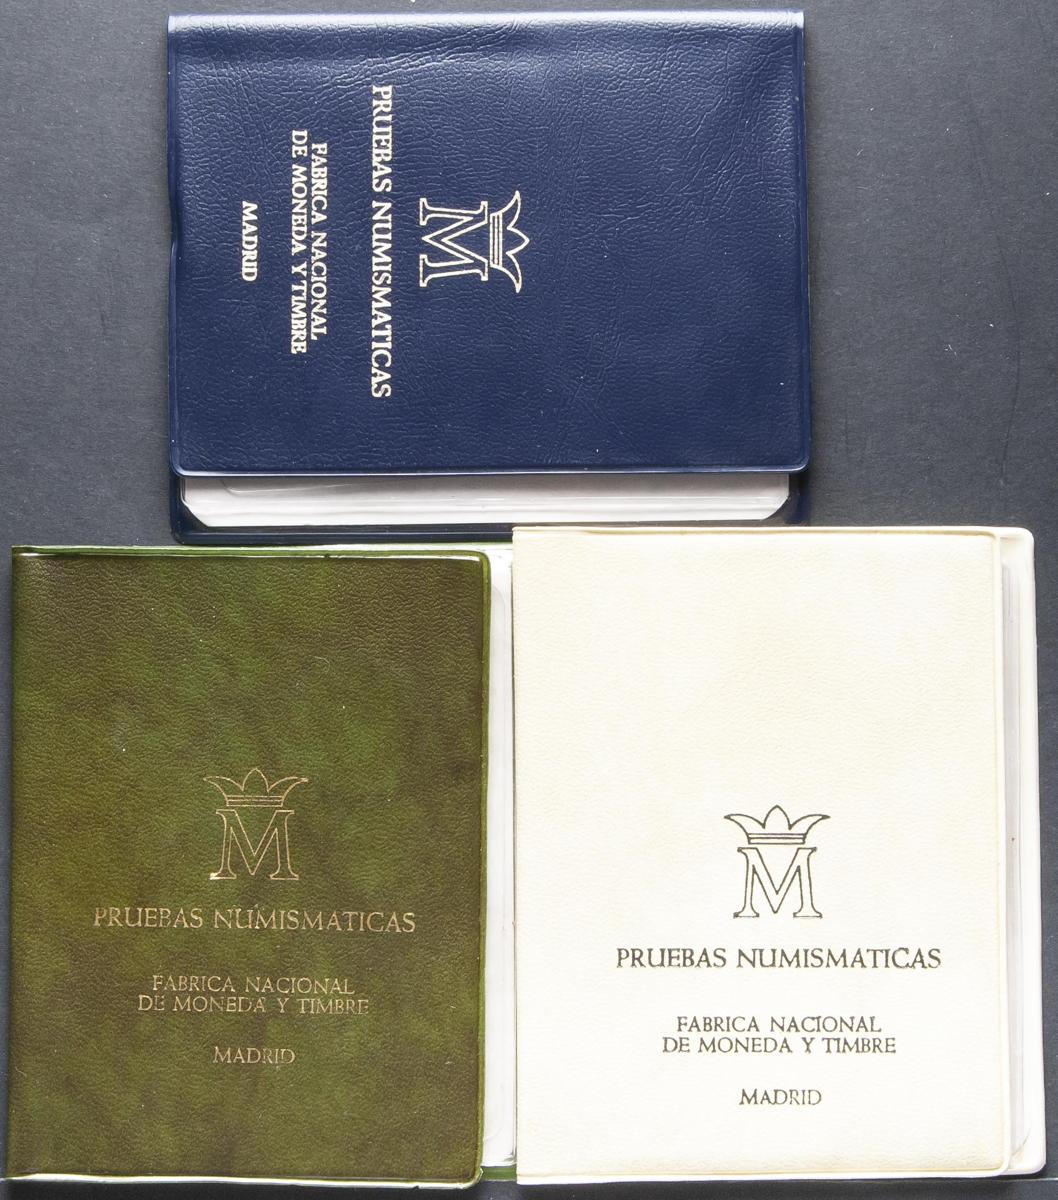 M
PRUEBAS NUMISMATICAS
FABRICA NACIONAL
DE MONEDA Y TIMBRE
MADRID
M
PRUEBAS NUMISMATICAS
FABRICA NACIONAL
DE MONEDA Y TIMBRE
MADRID
M
PRUEBAS NUMISMATICAS
FABRICA NACIONAL
DE MONEDA Y TIMBRE
MADRID